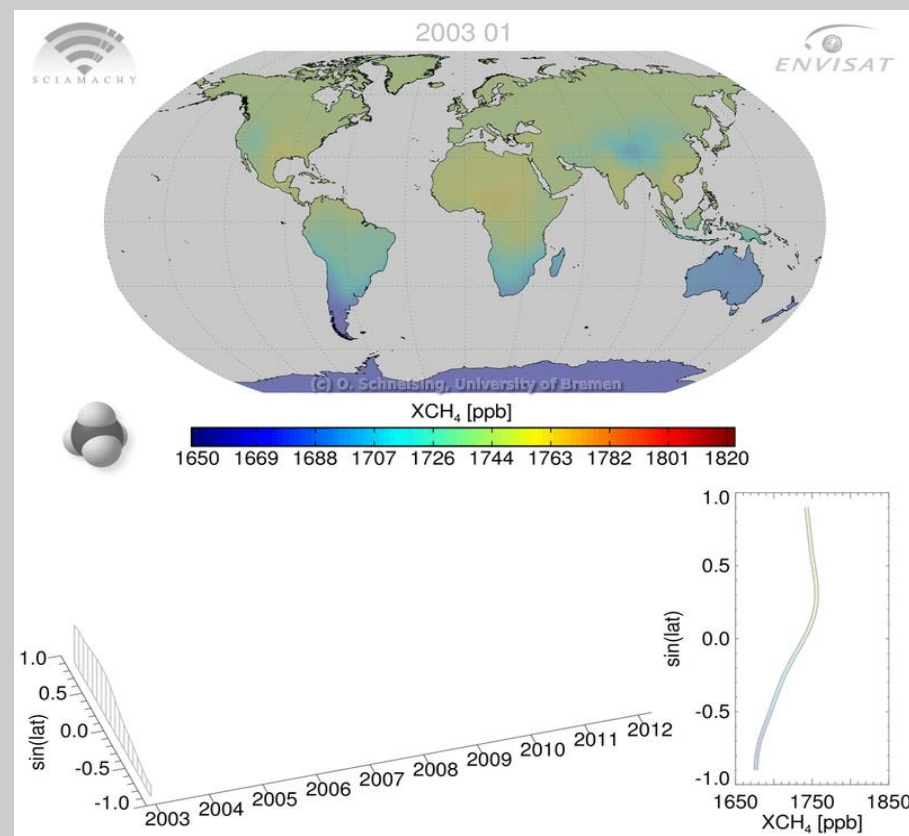 2003 01
SCIAMACHY
ENVISAT
(c) O. Schneising, University of Bremen
XCH4 [ppb]
1650 1669 1688 1707 1726 1744 1763 1782 1801 1820
1.0
0.5
0.0
-0.5
-1.0
sin(lat)
2003 2004 2005 2006 2007 2008 2009 2010 2011 2012
1.0
0.5
0.0
-0.5
-1.0
sin(lat)
1650 1750 1850
XCH4 [ppb]